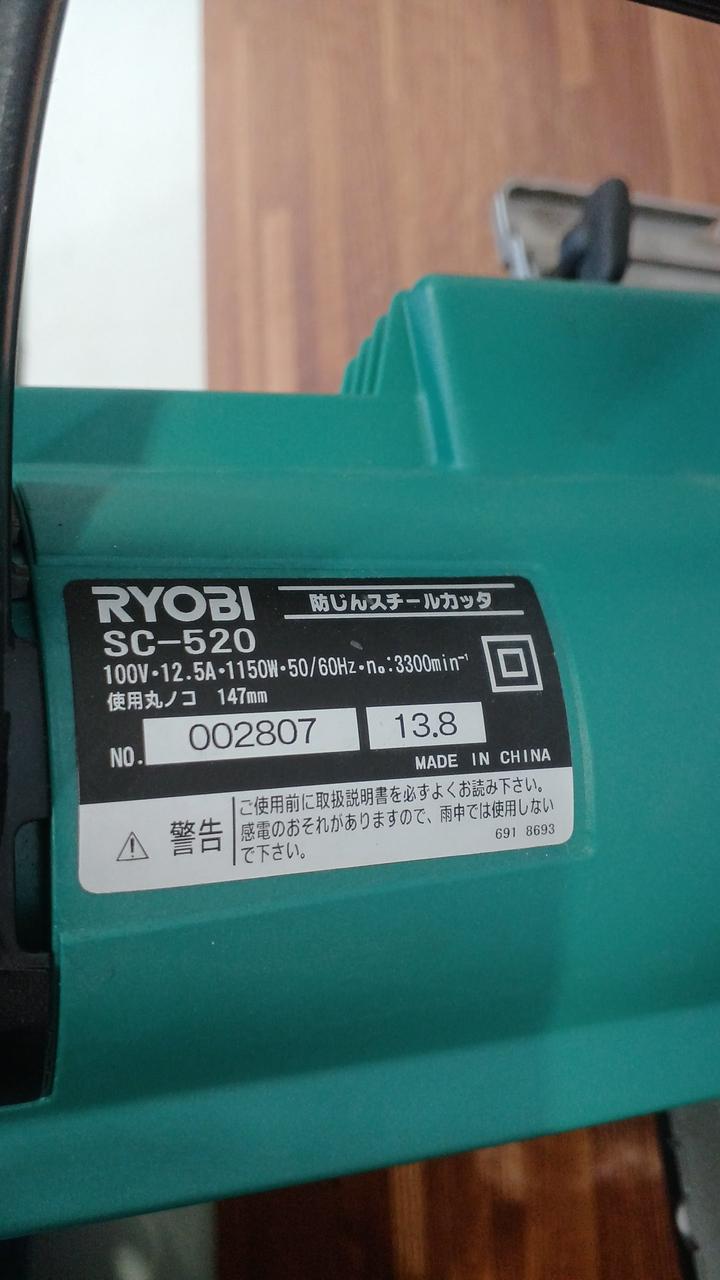 RYOBI 防じんスチールカッタ
SC-520
100V・12.5A・1150W・50/60Hz・n₀:3300min⁻¹
使用丸ノコ 147mm
NO. 002807 13.8
MADE IN CHINA
警告
ご使用前に取扱説明書を必ずよくお読み下さい。
感電のおそれがありますので、雨中では使用しない
で下さい。
691 8693